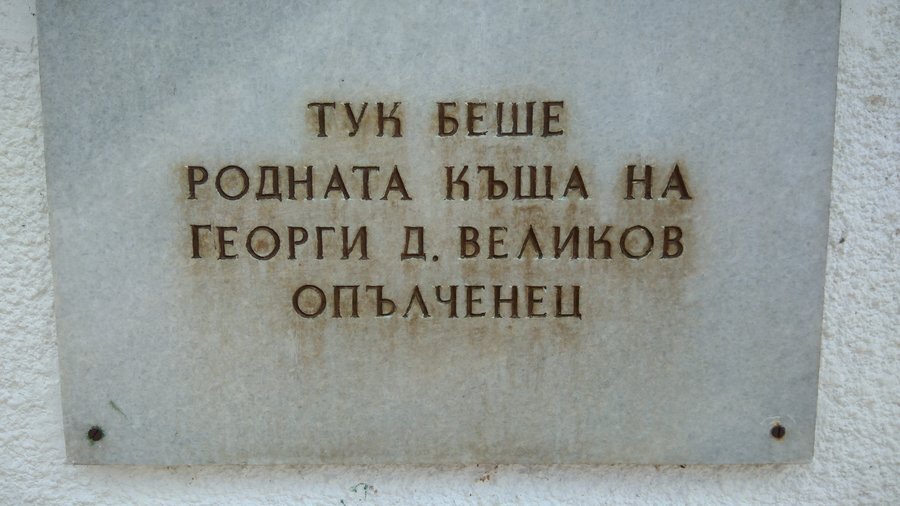 ТУК БЕШЕ
РОДНАТА КЪЩА НА
ГЕОРГИ Д. ВЕЛИКОВ
ОПЪЛЧЕНЕЦ